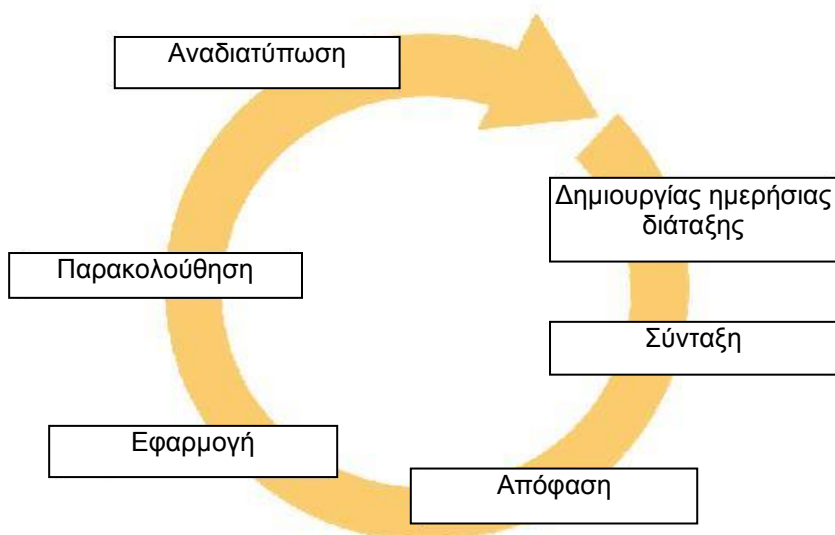 Αναδιατύπωση
Δημιουργίας ημερήσιας
διάταξης
Παρακολούθηση
Σύνταξη
Εφαρμογή
Απόφαση